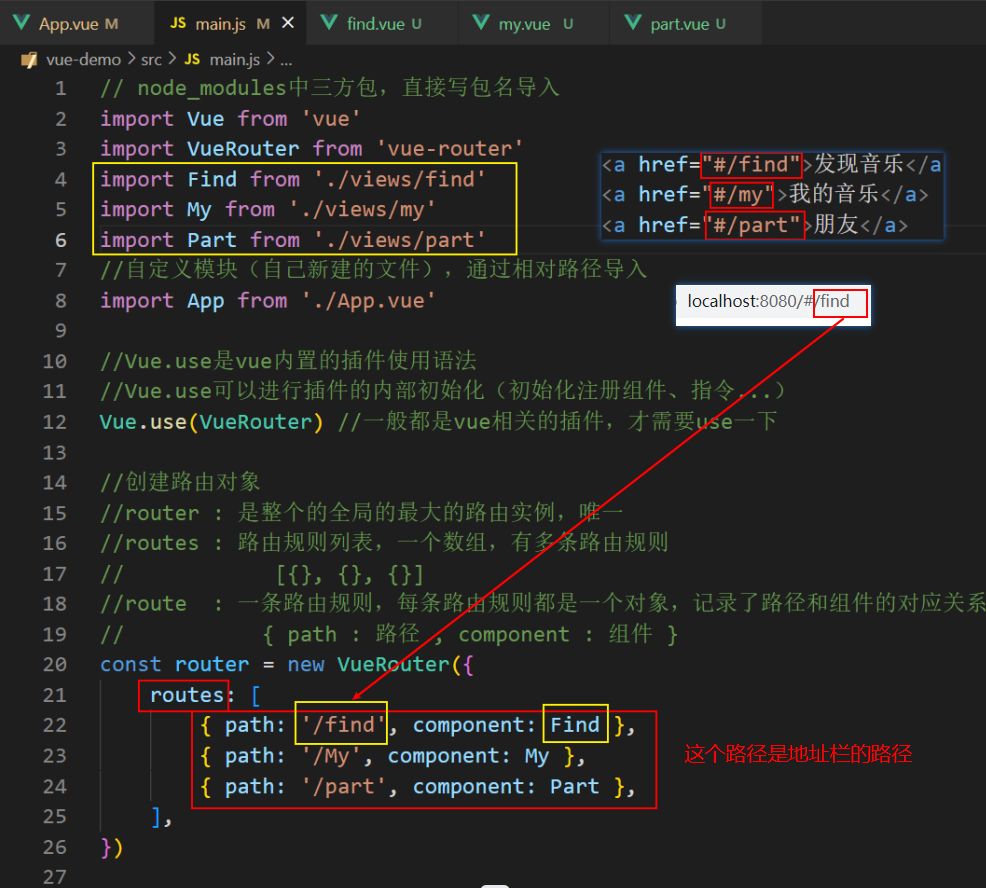 App.vue M
JS main.js M ×
find.vue U
my.vue U
part.vue U
vue-demo > src > JS main.js > ...
1 // node_modules中三方包，直接写包名导入
2 import Vue from 'vue'
3 import VueRouter from 'vue-router'
4 import Find from './views/find'
5 import My from './views/my'
6 import Part from './views/part'
<a href="#/find">发现音乐</a
<a href="#/my">我的音乐</a>
<a href="#/part">朋友</a>
7 //自定义模块（自己新建的文件），通过相对路径导入
8 import App from './App.vue'
localhost:8080/#/find
9
10 //Vue.use是vue内置的插件使用语法
11 //Vue.use可以进行插件的内部初始化（初始化注册组件、指令...）
12 Vue.use(VueRouter) //一般都是vue相关的插件，才需要use一下
13
14 //创建路由对象
15 //router : 是整个的全局的最大的路由实例，唯一
16 //routes : 路由规则列表，一个数组，有多条路由规则
17 // [{}, {}, {}]
18 //route : 一条路由规则，每条路由规则都是一个对象，记录了路径和组件的对应关系
19 // { path : 路径 , component : 组件 }
20 const router = new VueRouter({
21 routes: [
22 { path: '/find', component: Find },
23 { path: '/My', component: My },
24 { path: '/part', component: Part },
这个路径是地址栏的路径
25 ],
26 })
27